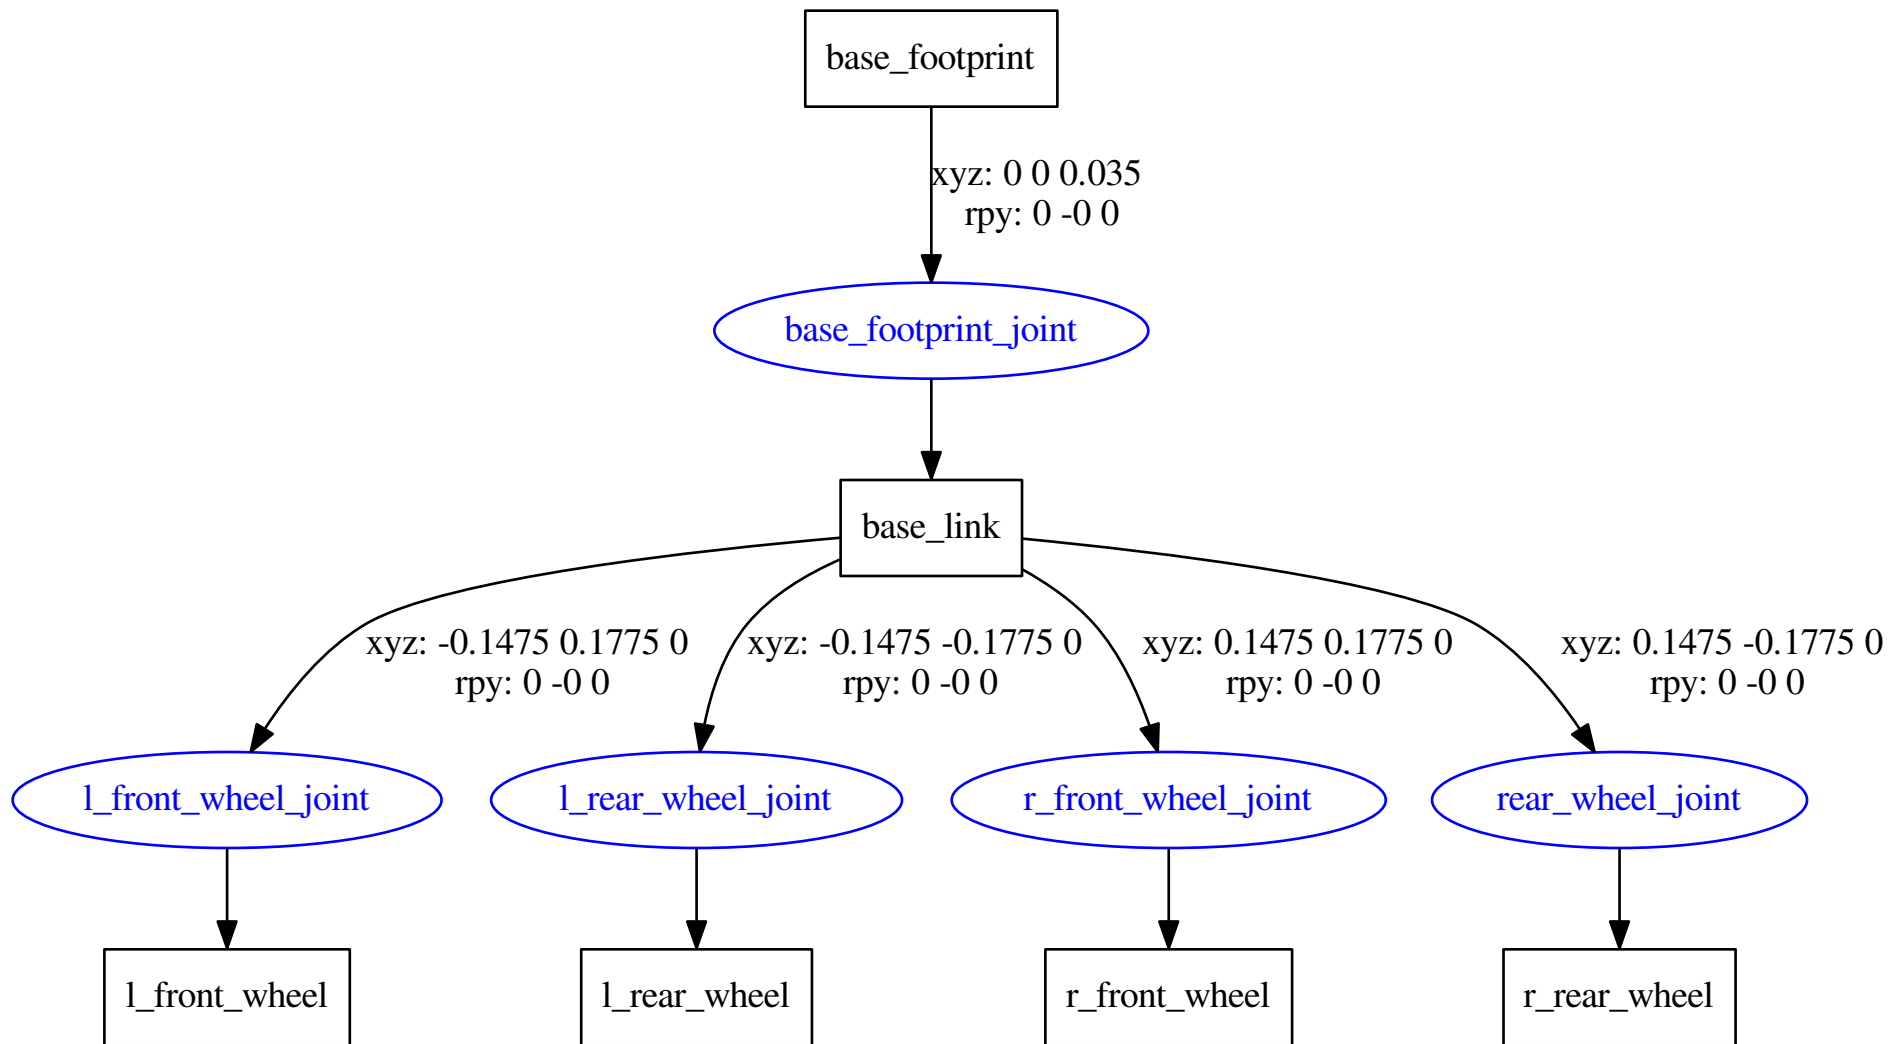 base_footprint
xyz: 0 0 0.035
rpy: 0 -0 0
base_footprint_joint
base_link
xyz: -0.1475 0.1775 0
rpy: 0 -0 0
xyz: -0.1475 -0.1775 0
rpy: 0 -0 0
xyz: 0.1475 0.1775 0
rpy: 0 -0 0
xyz: 0.1475 -0.1775 0
rpy: 0 -0 0
l_front_wheel_joint
l_rear_wheel_joint
r_front_wheel_joint
rear_wheel_joint
l_front_wheel
l_rear_wheel
r_front_wheel
r_rear_wheel